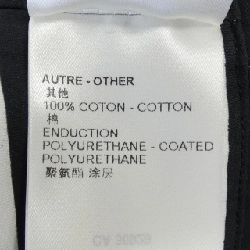 AUTRE - OTHER
其他
100% COTON - COTTON
棉
ENDUCTION
POLYURETHANE - COATED
POLYURETHANE
聚氨酯 涂层